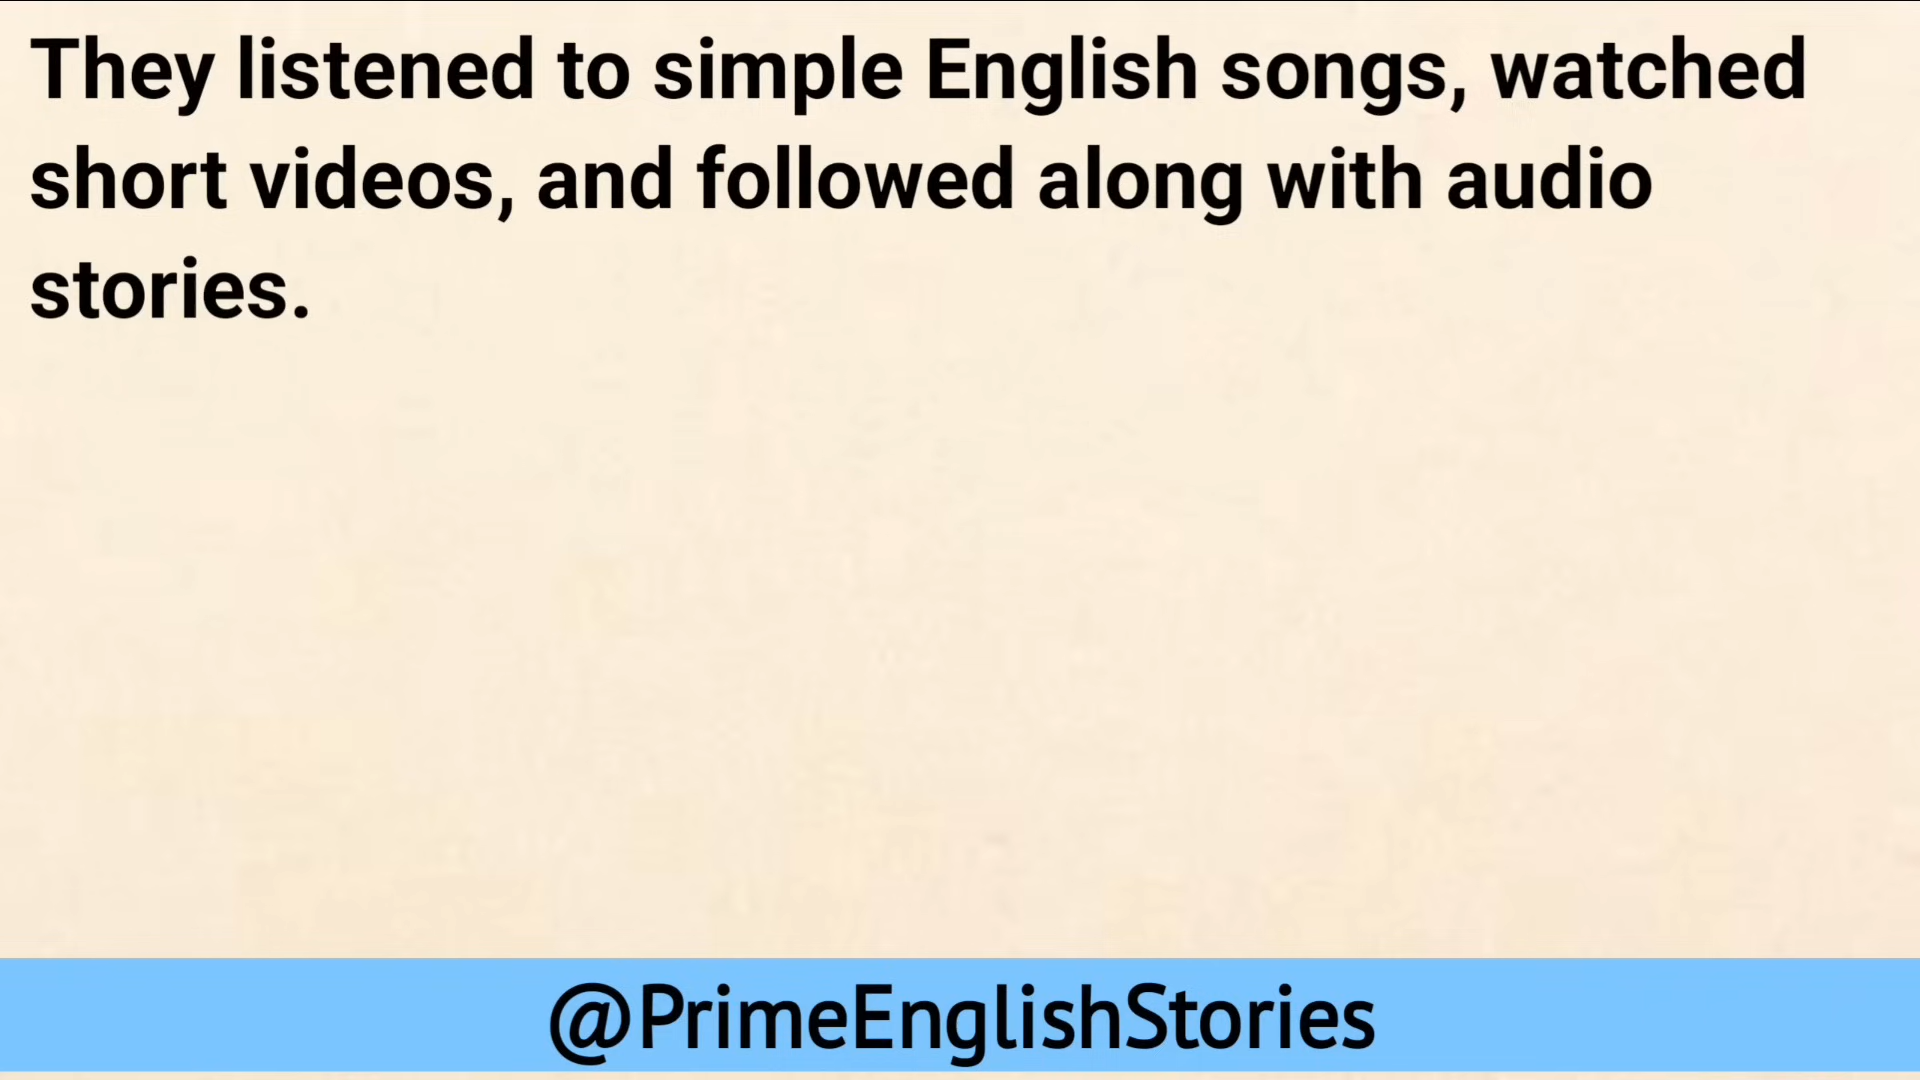 They listened to simple English songs, watched
short videos, and followed along with audio
stories.
@PrimeEnglishStories